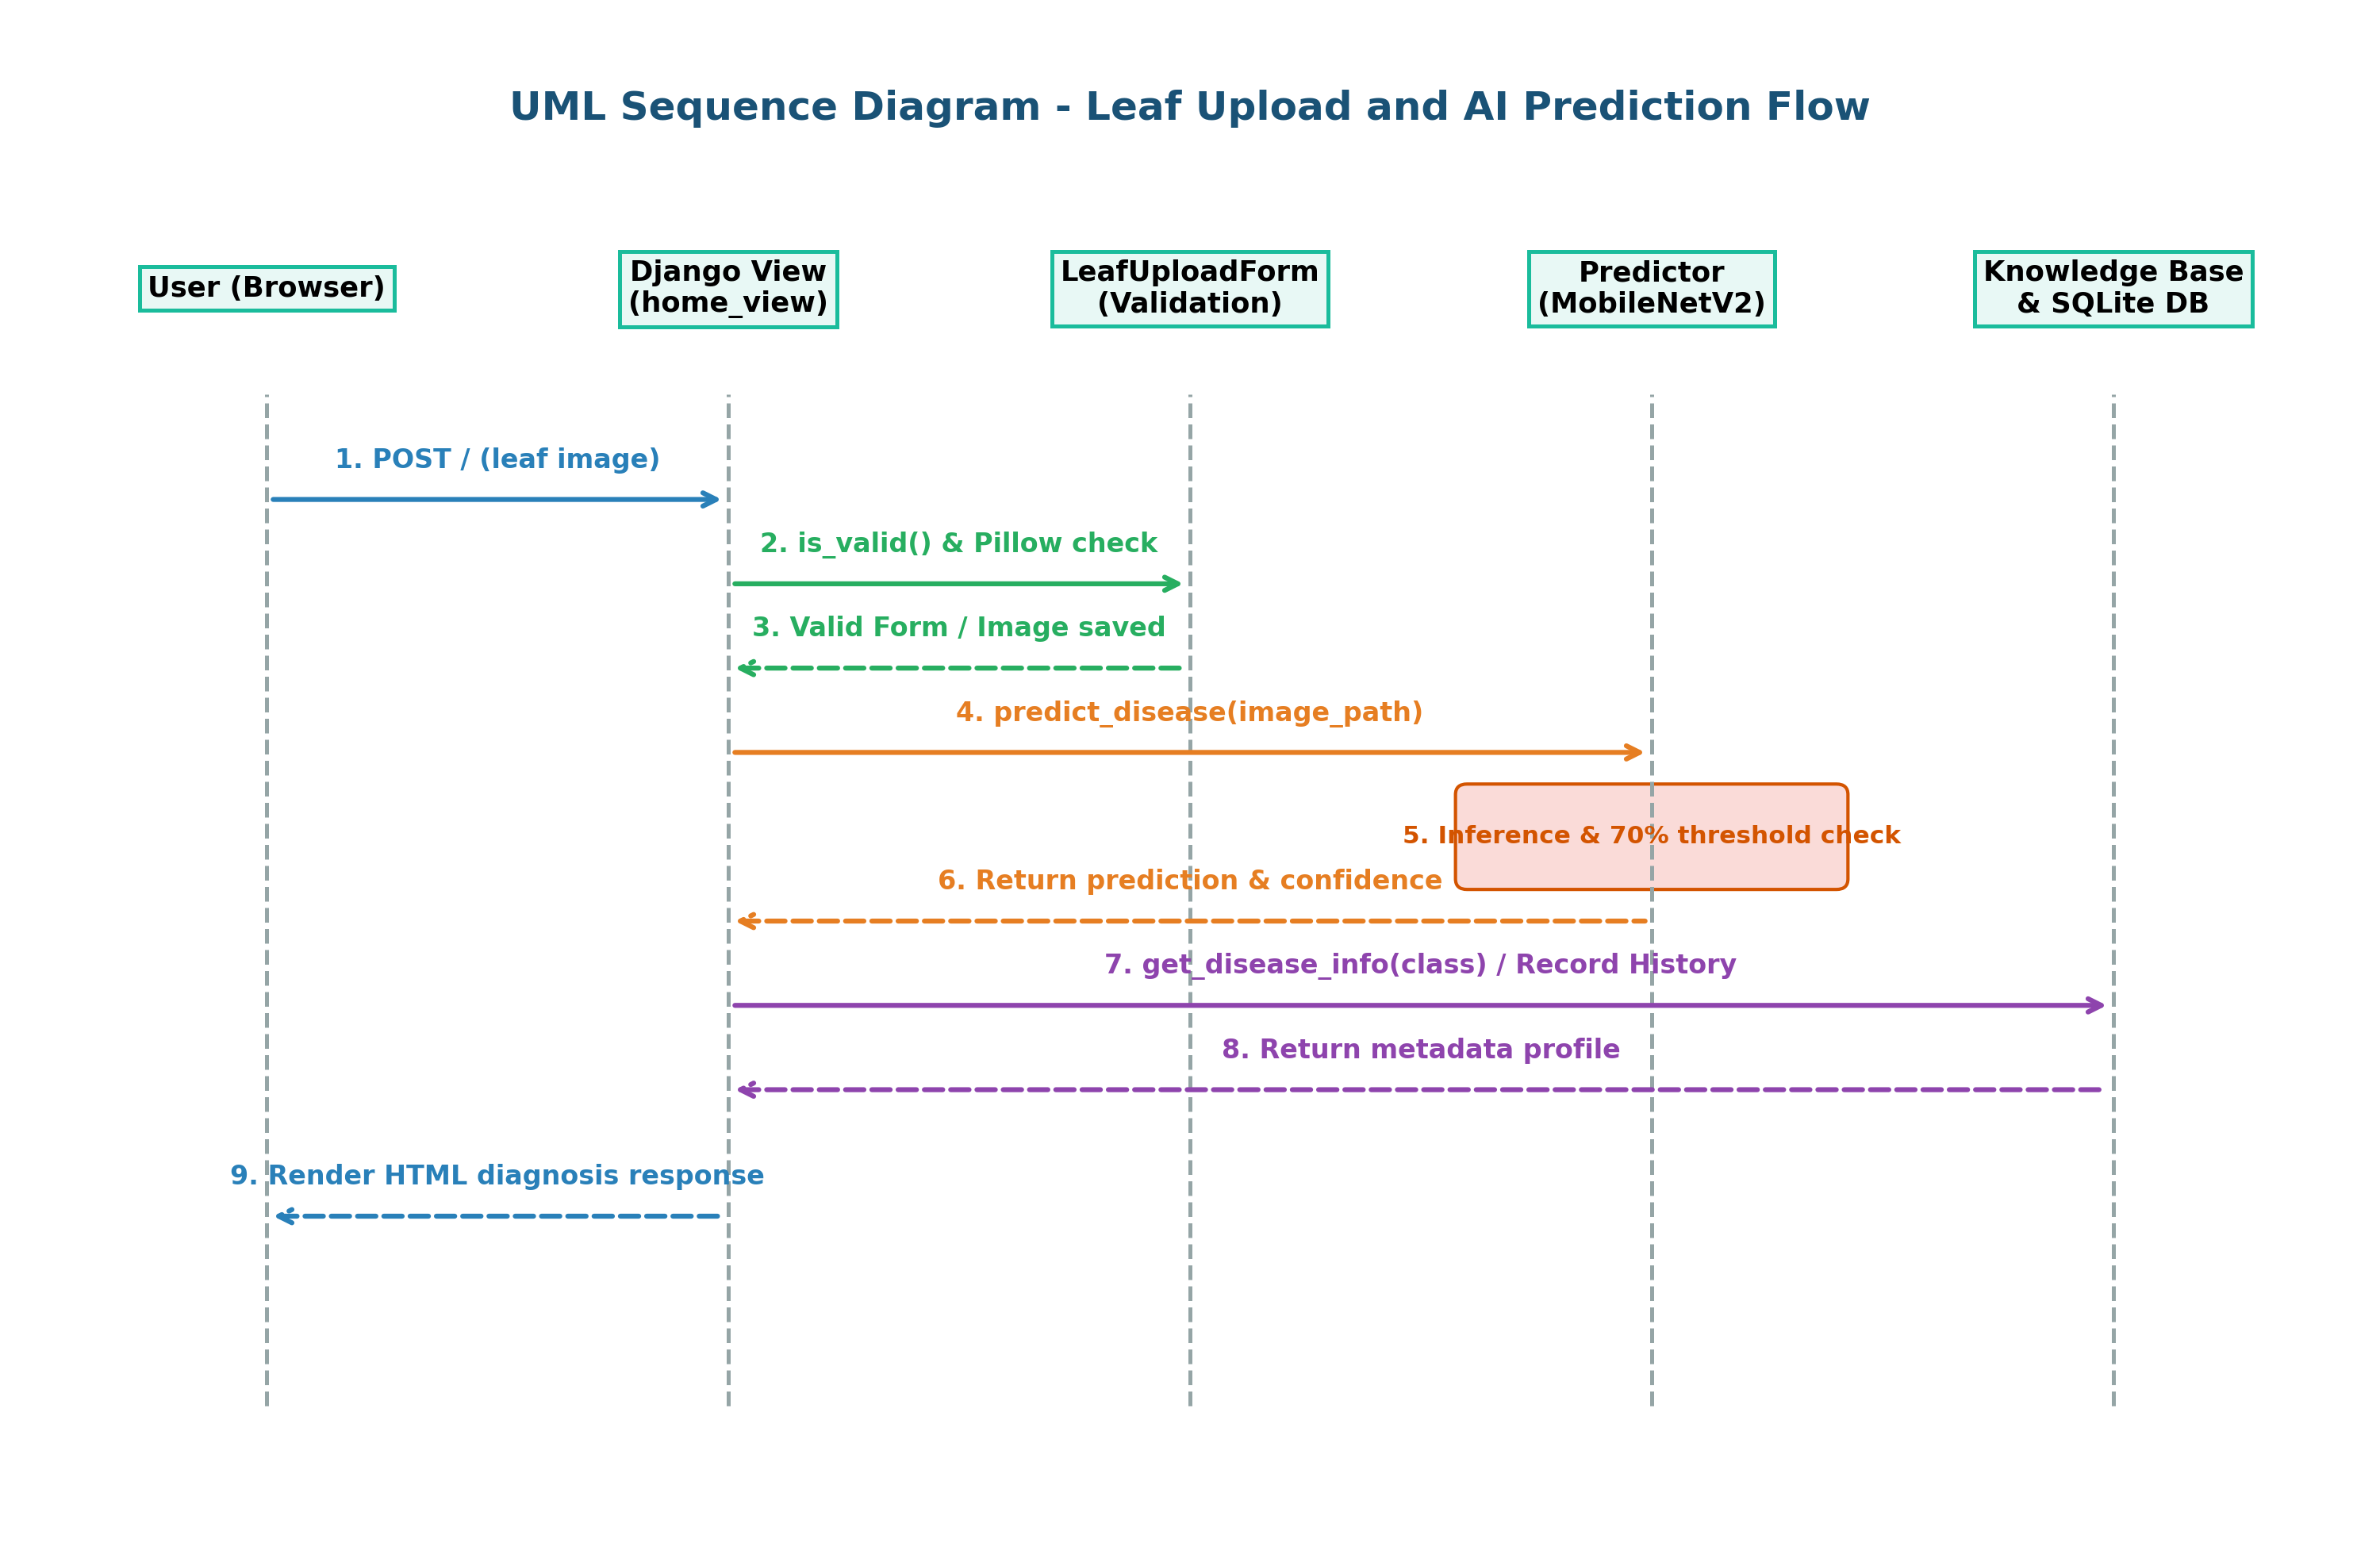 UML Sequence Diagram - Leaf Upload and AI Prediction Flow
User (Browser)
Django View
(home_view)
LeafUploadForm
(Validation)
Predictor
(MobileNetV2)
Knowledge Base
& SQLite DB
1. POST / (leaf image)
2. is_valid() & Pillow check
3. Valid Form / Image saved
4. predict_disease(image_path)
5. Inference & 70% threshold check
6. Return prediction & confidence
7. get_disease_info(class) / Record History
8. Return metadata profile
9. Render HTML diagnosis response